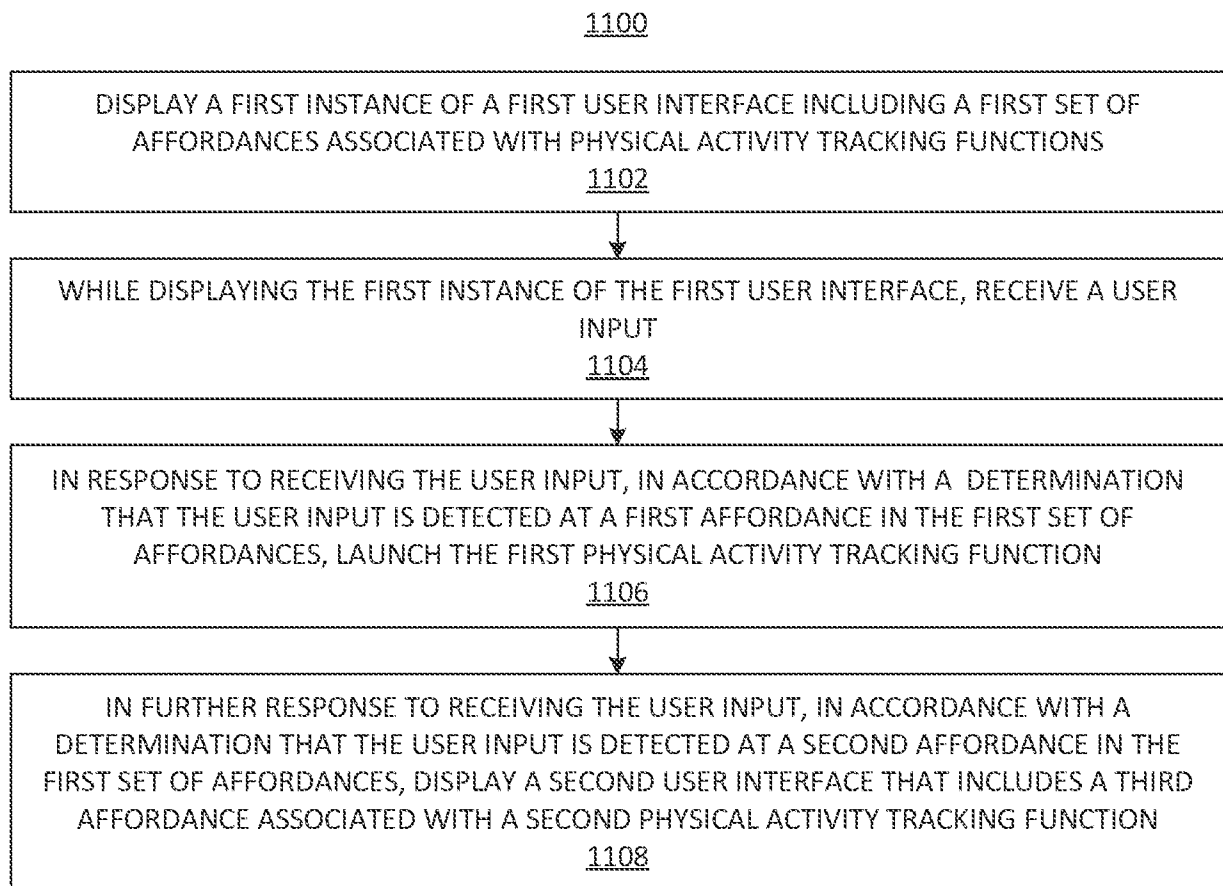 1100
DISPLAY A FIRST INSTANCE OF A FIRST USER INTERFACE INCLUDING A FIRST SET OF
AFFORDANCES ASSOCIATED WITH PHYSICAL ACTIVITY TRACKING FUNCTIONS
1102
WHILE DISPLAYING THE FIRST INSTANCE OF THE FIRST USER INTERFACE, RECEIVE A USER
INPUT
1104
IN RESPONSE TO RECEIVING THE USER INPUT, IN ACCORDANCE WITH A DETERMINATION
THAT THE USER INPUT IS DETECTED AT A FIRST AFFORDANCE IN THE FIRST SET OF
AFFORDANCES, LAUNCH THE FIRST PHYSICAL ACTIVITY TRACKING FUNCTION
1106
IN FURTHER RESPONSE TO RECEIVING THE USER INPUT, IN ACCORDANCE WITH A
DETERMINATION THAT THE USER INPUT IS DETECTED AT A SECOND AFFORDANCE IN THE
FIRST SET OF AFFORDANCES, DISPLAY A SECOND USER INTERFACE THAT INCLUDES A THIRD
AFFORDANCE ASSOCIATED WITH A SECOND PHYSICAL ACTIVITY TRACKING FUNCTION
1108